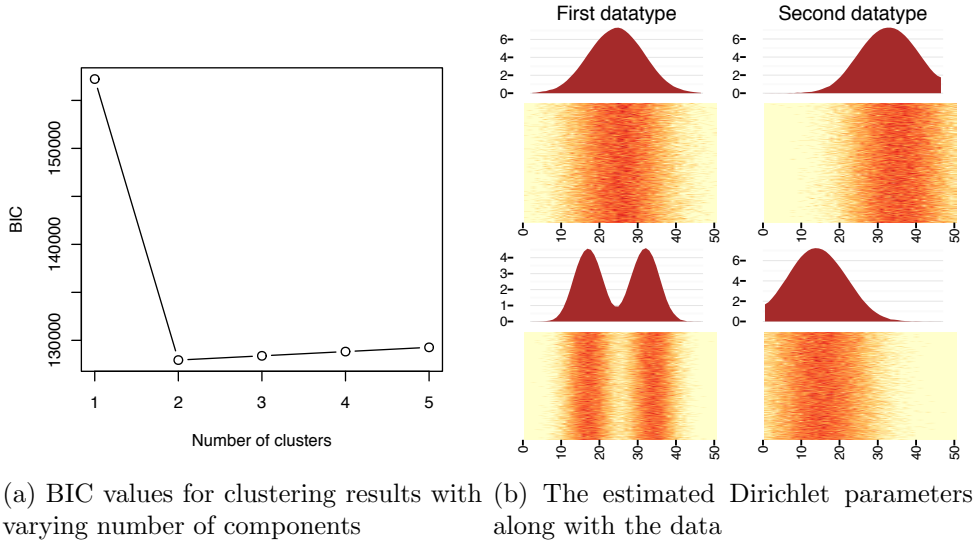 BIC
150000
140000
130000
1 2 3 4 5
Number of clusters
First datatype
6
4
2
0
0 10 20 30 40 50
Second datatype
6
4
2
0
0 10 20 30 40 50
4
3
2
1
0
0 10 20 30 40 50
6
4
2
0
0 10 20 30 40 50
(a) BIC values for clustering results with
varying number of components
(b) The estimated Dirichlet parameters
along with the data